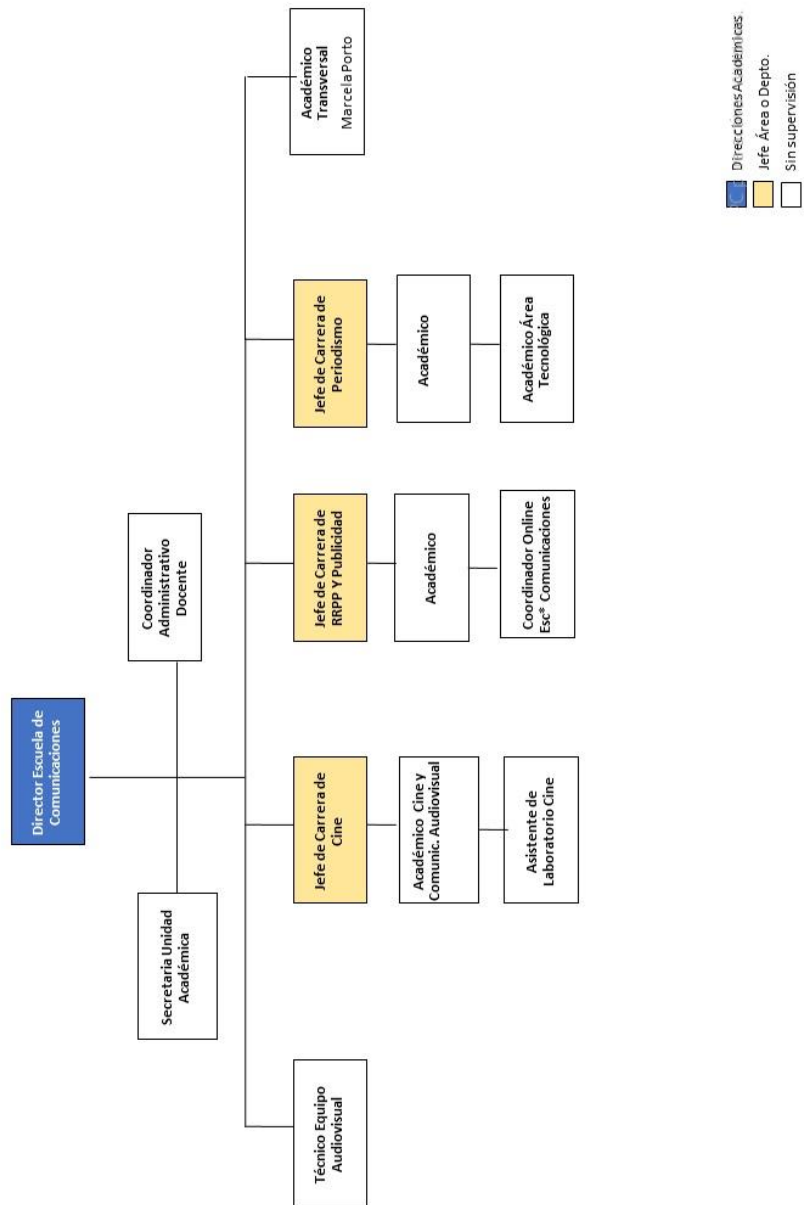 Director Escuela de
Comunicaciones
Secretaria Unidad
Académica
Coordinador
Administrativo
Docente
Técnico Equipo
Audiovisual
Jefe de Carrera de
Cine
Jefe de Carrera de
RRPP Y Publicidad
Jefe de Carrera de
Periodismo
Académico
Transversal
Marcela Porto
Académico Cine y
Comunic. Audiovisual
Académico
Académico
Asistente de
Laboratorio Cine
Coordinador Online
Esc* Comunicaciones
Académico Área
Tecnológica
Direcciones Académicas
Jefe Área o Depto.
Sin supervisión